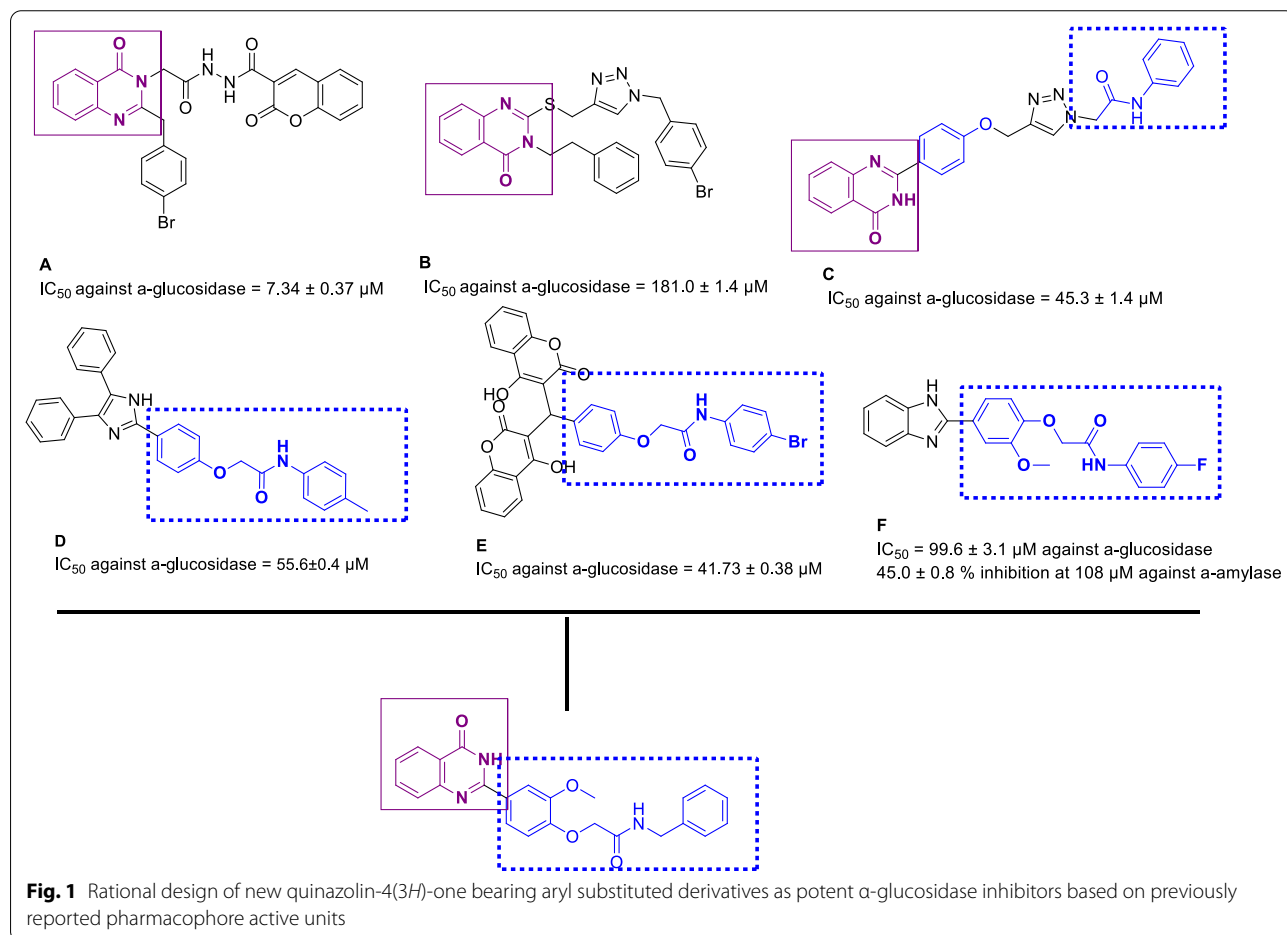 A
IC50 against a-glucosidase = 7.34 ± 0.37 µM
B
IC50 against a-glucosidase = 181.0 ± 1.4 µM
C
IC50 against a-glucosidase = 45.3 ± 1.4 µM
D
IC50 against a-glucosidase = 55.6±0.4 µM
E
IC50 against a-glucosidase = 41.73 ± 0.38 µM
F
IC50 = 99.6 ± 3.1 µM against a-glucosidase
45.0 ± 0.8 % inhibition at 108 µM against a-amylase
Fig. 1 Rational design of new quinazolin-4(3H)-one bearing aryl substituted derivatives as potent α-glucosidase inhibitors based on previously
reported pharmacophore active units